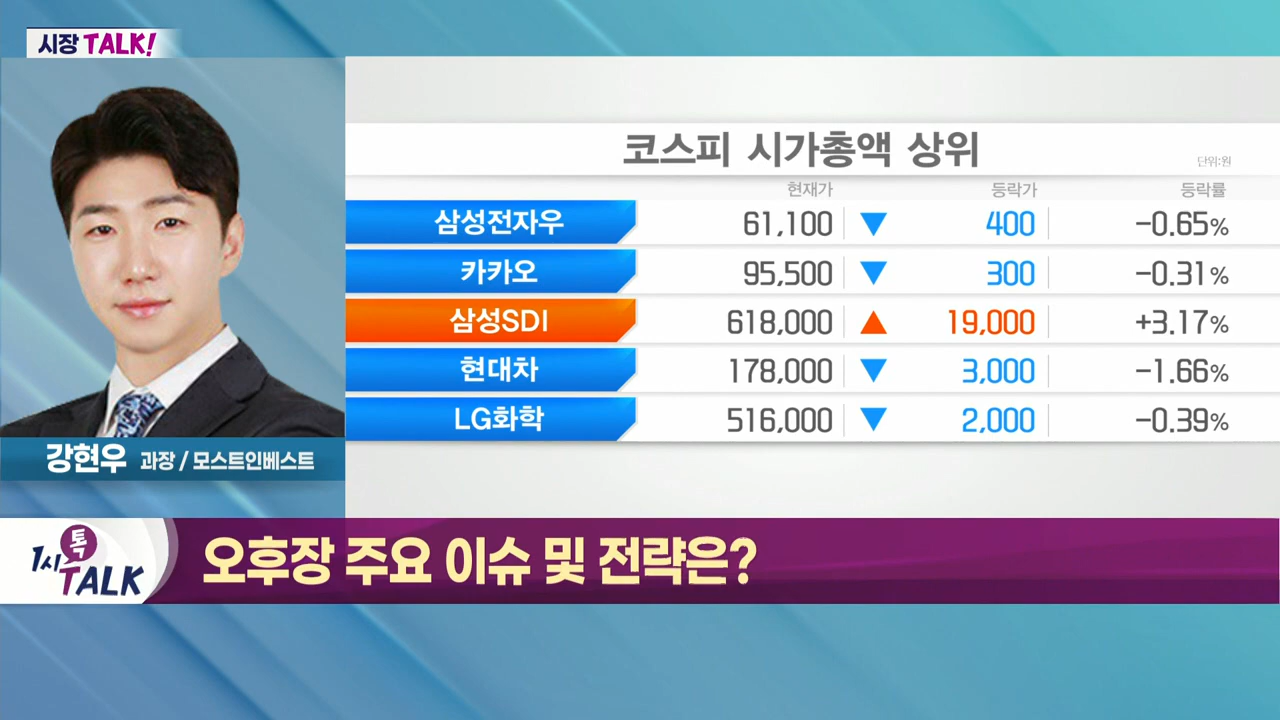 시장 TALK!
코스피 시가총액 상위
단위:원
현재가 등락가 등락률
삼성전자우 61,100 ▼ 400 -0.65%
카카오 95,500 ▼ 300 -0.31%
삼성SDI 618,000 ▲ 19,000 +3.17%
현대차 178,000 ▼ 3,000 -1.66%
LG화학 516,000 ▼ 2,000 -0.39%
강현우 과장 / 모스트인베스트
1시 톡 TALK
오후장 주요 이슈 및 전략은?